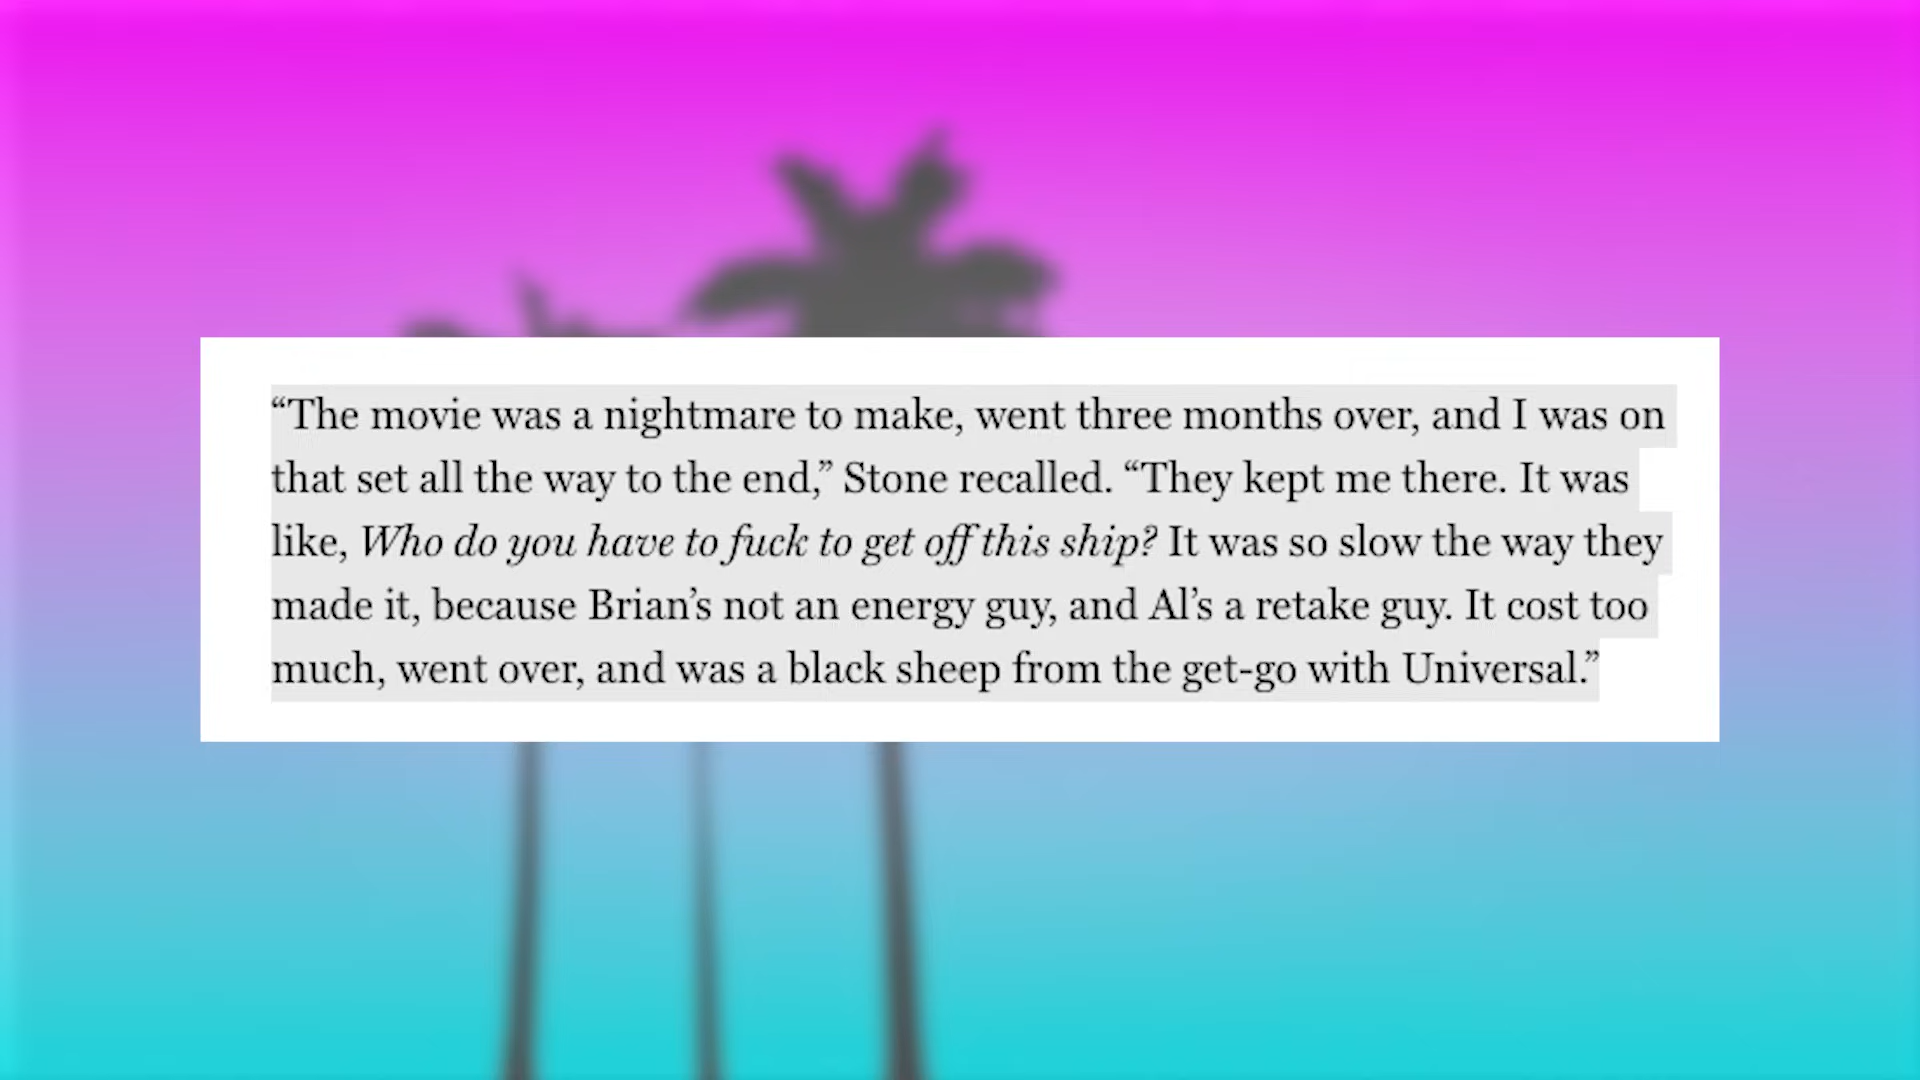 “The movie was a nightmare to make, went three months over, and I was on
that set all the way to the end,” Stone recalled. “They kept me there. It was
like, Who do you have to fuck to get off this ship? It was so slow the way they
made it, because Brian’s not an energy guy, and Al’s a retake guy. It cost too
much, went over, and was a black sheep from the get-go with Universal.”